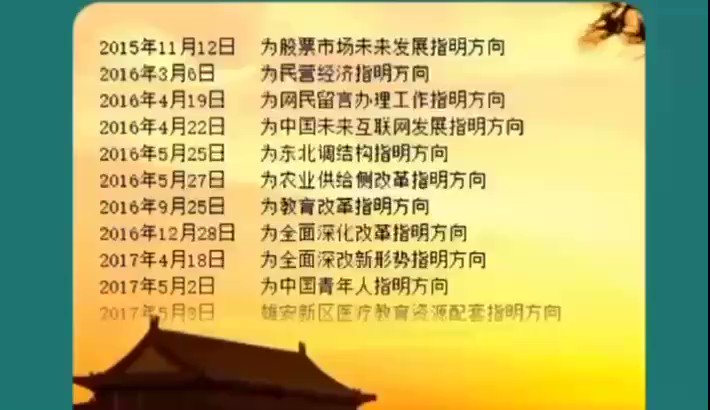 2015年11月12日 为股票市场未来发展指明方向
2016年3月6日 为民营经济指明方向
2016年4月19日 为网民留言办理工作指明方向
2016年4月22日 为中国未来互联网发展指明方向
2016年5月25日 为东北调结构指明方向
2016年5月27日 为农业供给侧改革指明方向
2016年9月25日 为教育改革指明方向
2016年12月28日 为全面深化改革指明方向
2017年4月18日 为全面深改新形势指明方向
2017年5月2日 为中国青年人指明方向
2017年5月3日 雄安新区医疗教育资源配套指明方向